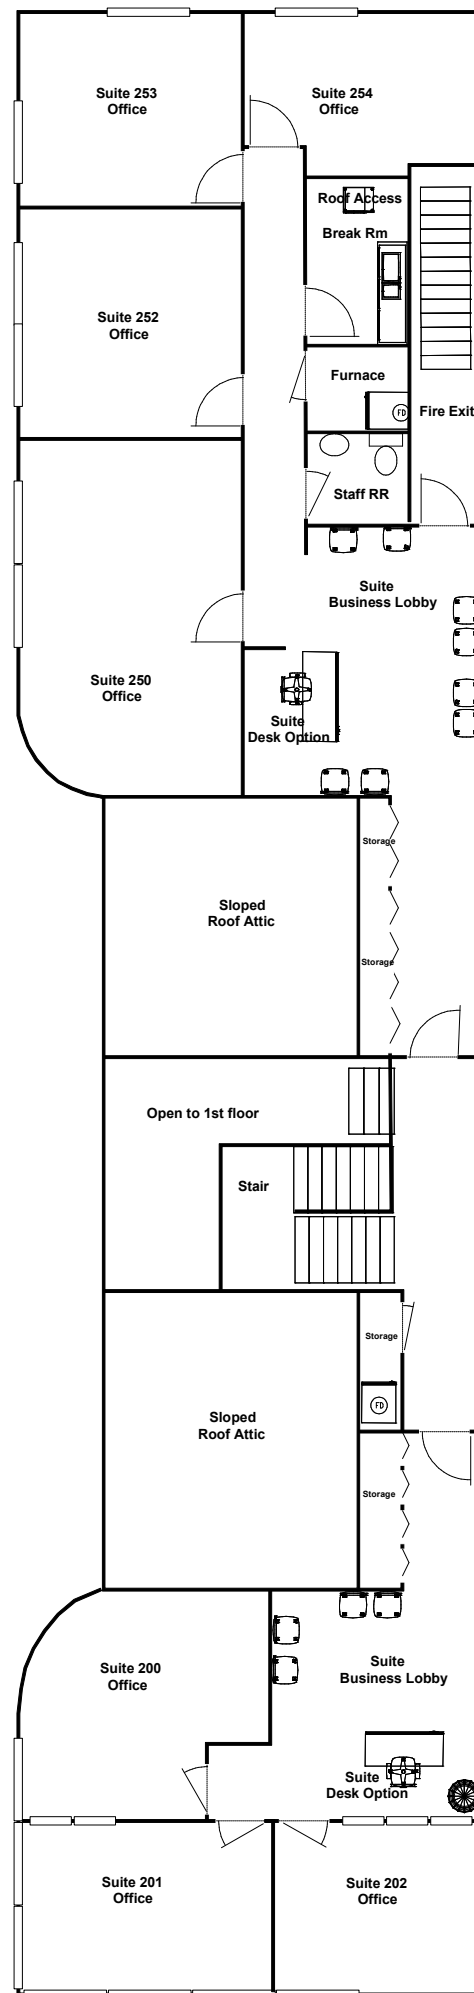 Suite 253
Office
Suite 254
Office
Roof Access
Break Rm
Suite 252
Office
Furnace
FD
Fire Exit
Staff RR
Suite
Business Lobby
Suite 250
Office
Suite
Desk Option
Storage
Sloped
Roof Attic
Storage
Open to 1st floor
Stair
Storage
FD
Sloped
Roof Attic
Storage
Suite 200
Office
Suite
Business Lobby
Suite
Desk Option
Suite 201
Office
Suite 202
Office